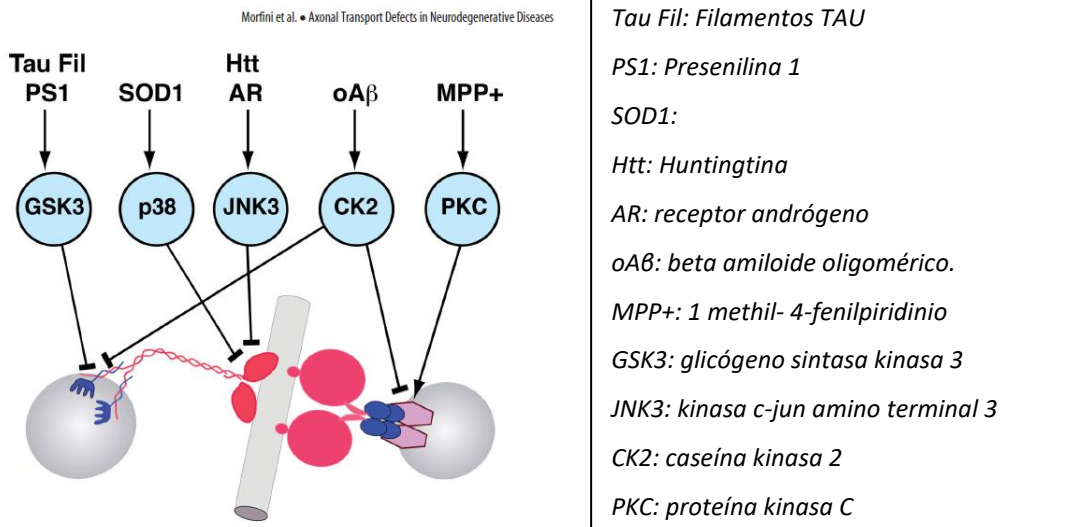 Morfini et al. • Axonal Transport Defects in Neurodegenerative Diseases
Tau Fil
PS1
SOD1
Htt
AR
oAβ
MPP+
GSK3
p38
JNK3
CK2
PKC
Tau Fil: Filamentos TAU
PS1: Presenilina 1
SOD1:
Htt: Huntingtina
AR: receptor andrógeno
oAβ: beta amiloide oligomérico.
MPP+: 1 methil- 4-fenilpiridinio
GSK3: glicógeno sintasa kinasa 3
JNK3: kinasa c-jun amino terminal 3
CK2: caseína kinasa 2
PKC: proteína kinasa C